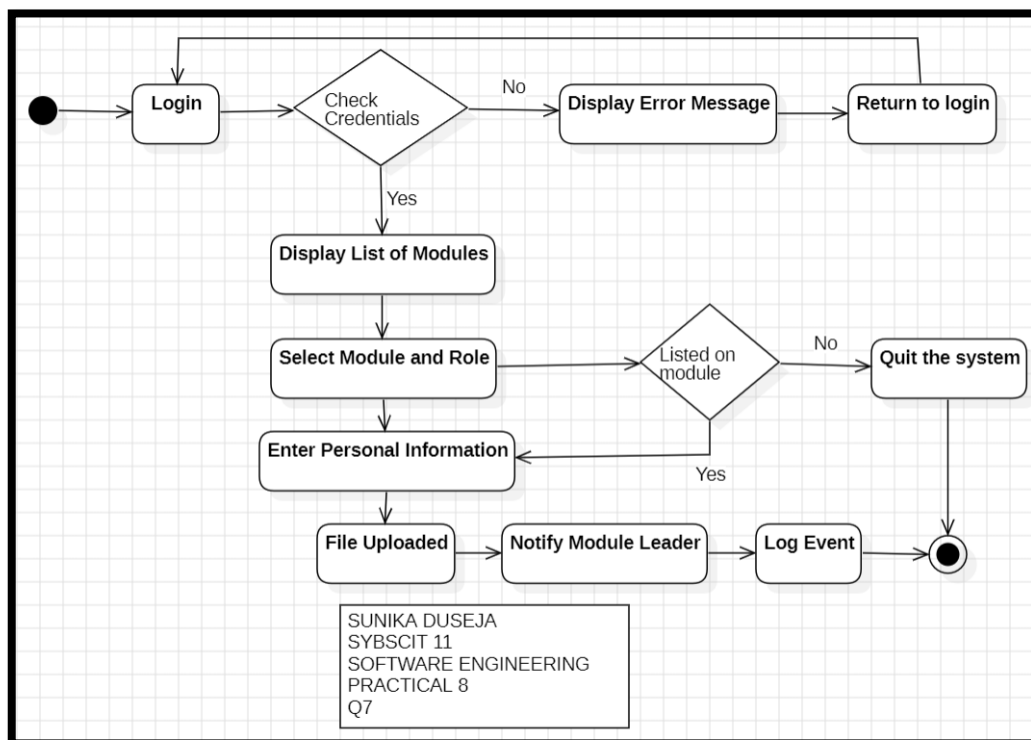 Login
Check
Credentials
No
Display Error Message
Return to login
Yes
Display List of Modules
Select Module and Role
Listed on
module
No
Quit the system
Enter Personal Information
Yes
File Uploaded
Notify Module Leader
Log Event
SUNIKA DUSEJA
SYBSCIT 11
SOFTWARE ENGINEERING
PRACTICAL 8
Q7